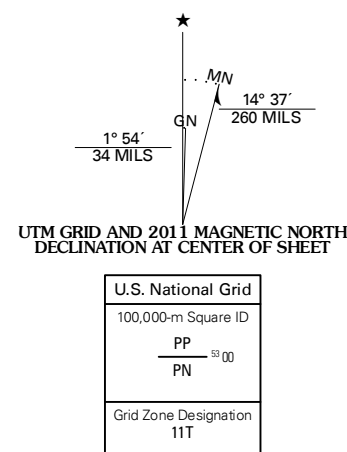 ★
MN
GN
14° 37´
260 MILS
1° 54´
34 MILS
UTM GRID AND 2011 MAGNETIC NORTH
DECLINATION AT CENTER OF SHEET
U.S. National Grid
100,000-m Square ID
PP
53 00
PN
Grid Zone Designation
11T